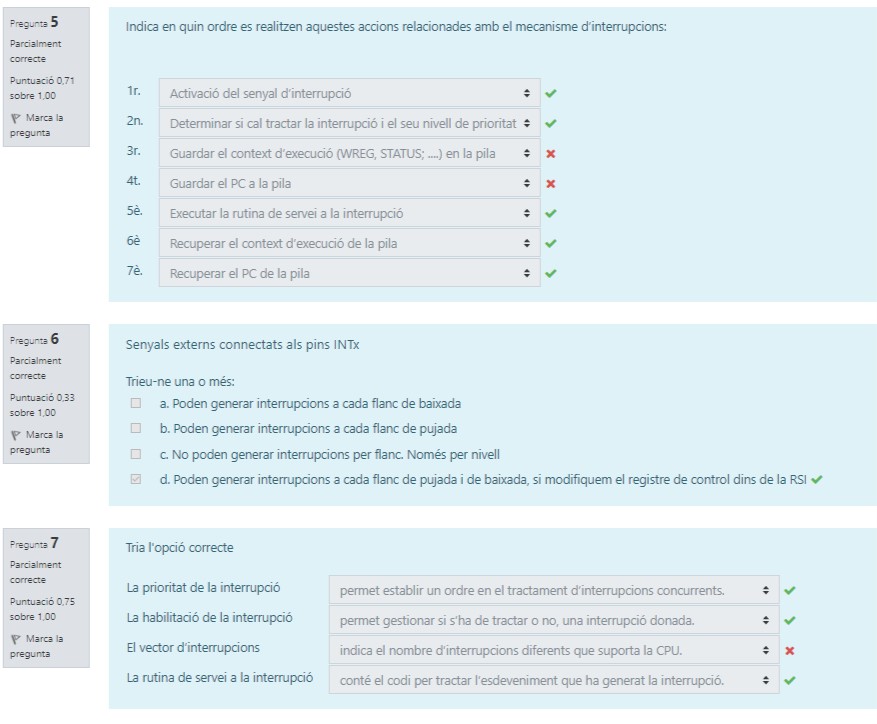 Pregunta 5
Parcialment
correcte
Puntuació 0,71
sobre 1,00
Marca la
pregunta
Indica en quin ordre es realitzen aquestes accions relacionades amb el mecanisme d'interrupcions:
1r. Activació del senyal d'interrupció
2n. Determinar si cal tractar la interrupció i el seu nivell de prioritat
3r. Guardar el context d'execució (WREG, STATUS; ....) en la pila
4t. Guardar el PC a la pila
5è. Executar la rutina de servei a la interrupció
6è Recuperar el context d'execució de la pila
7è. Recuperar el PC de la pila
Pregunta 6
Parcialment
correcte
Puntuació 0,33
sobre 1,00
Marca la
pregunta
Senyals externs connectats als pins INTx
Trieu-ne una o més:
a. Poden generar interrupcions a cada flanc de baixada
b. Poden generar interrupcions a cada flanc de pujada
c. No poden generar interrupcions per flanc. Només per nivell
d. Poden generar interrupcions a cada flanc de pujada i de baixada, si modifiquem el registre de control dins de la RSI
Pregunta 7
Parcialment
correcte
Puntuació 0,75
sobre 1,00
Marca la
pregunta
Tria l'opció correcte
La prioritat de la interrupció permet establir un ordre en el tractament d'interrupcions concurrents.
La habilitació de la interrupció permet gestionar si s'ha de tractar o no, una interrupció donada.
El vector d'interrupcions indica el nombre d'interrupcions diferents que suporta la CPU.
La rutina de servei a la interrupció conté el codi per tractar l'esdeveniment que ha generat la interrupció.